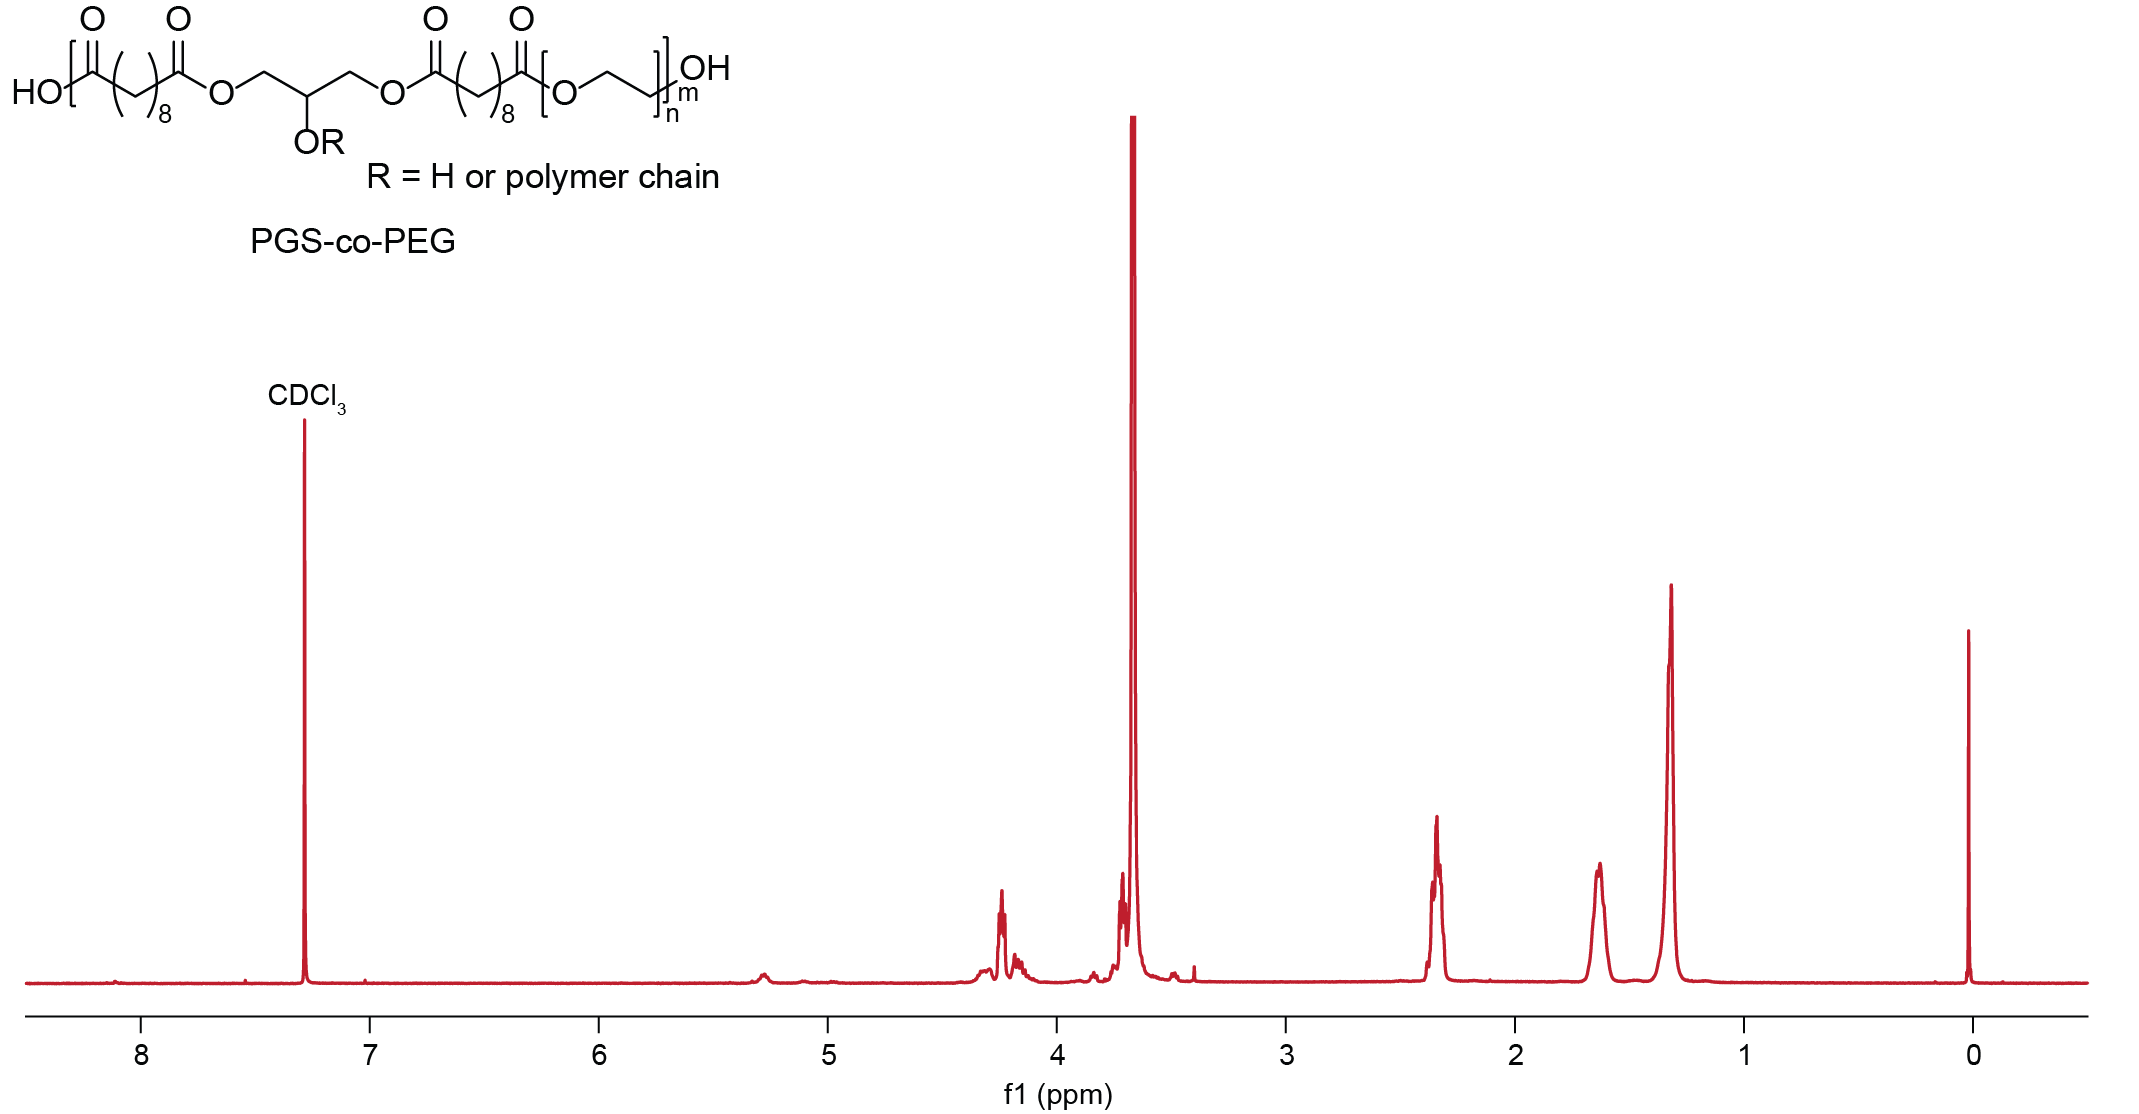 O O O O
HO ( ) 8 O O ( ) 8 O n m OH
OR
R = H or polymer chain
PGS-co-PEG
CDCl3
8 7 6 5 4 3 2 1 0
f1 (ppm)